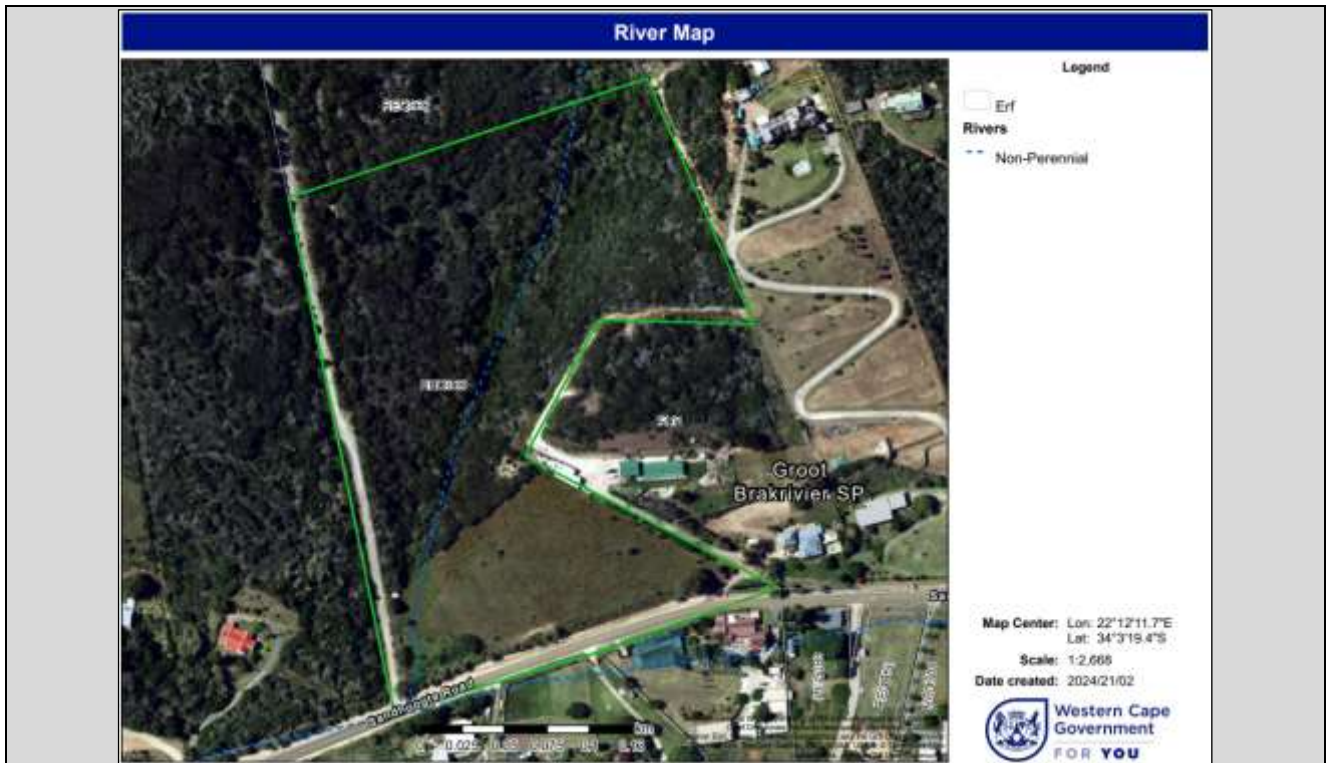 River Map
Legend
Erf
Rivers
Non-Perennial
Groot
Brakrivier SP
km
Map Center: Lon: 22°12'11.7"E
Lat: 34°3'19.4"S
Scale: 1:2,668
Date created: 2024/21/02
Western Cape
Government
FOR YOU